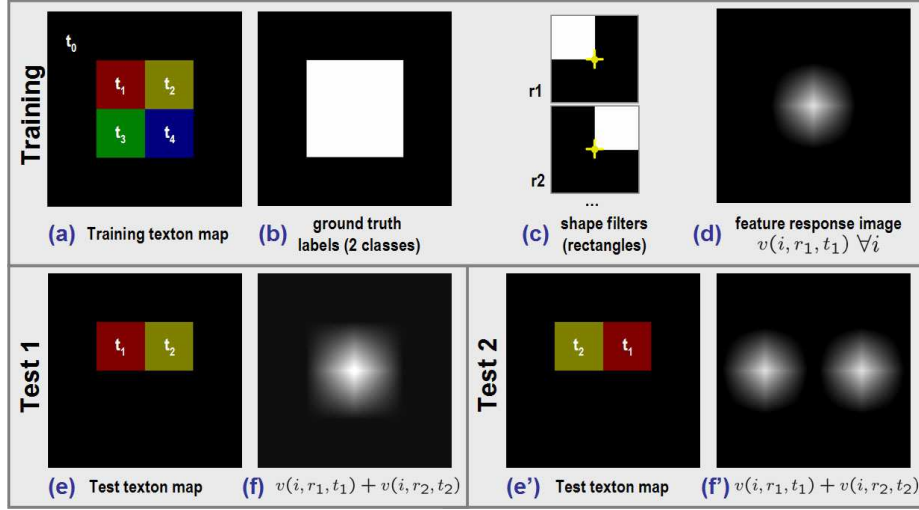 Training
t₀
t₁ t₂
t₃ t₄
(a) Training texton map
(b) ground truth
labels (2 classes)
r1
r2
...
(c) shape filters
(rectangles)
(d) feature response image
v(i, r₁, t₁) ∀i
Test 1
t₁ t₂
(e) Test texton map
(f) v(i, r₁, t₁) + v(i, r₂, t₂)
Test 2
t₂ t₁
(e') Test texton map
(f') v(i, r₁, t₁) + v(i, r₂, t₂)